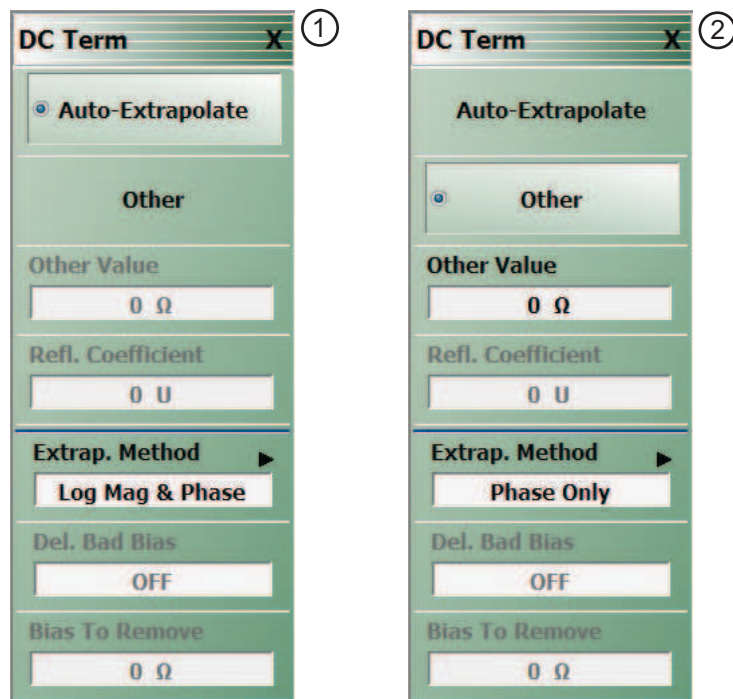 DC Term X
1
Auto-Extrapolate
Other
Other Value
0 Ω
Refl. Coefficient
0 U
Extrap. Method
Log Mag & Phase
Del. Bad Bias
OFF
Bias To Remove
0 Ω
DC Term X
2
Auto-Extrapolate
Other
Other Value
0 Ω
Refl. Coefficient
0 U
Extrap. Method
Phase Only
Del. Bad Bias
OFF
Bias To Remove
0 Ω